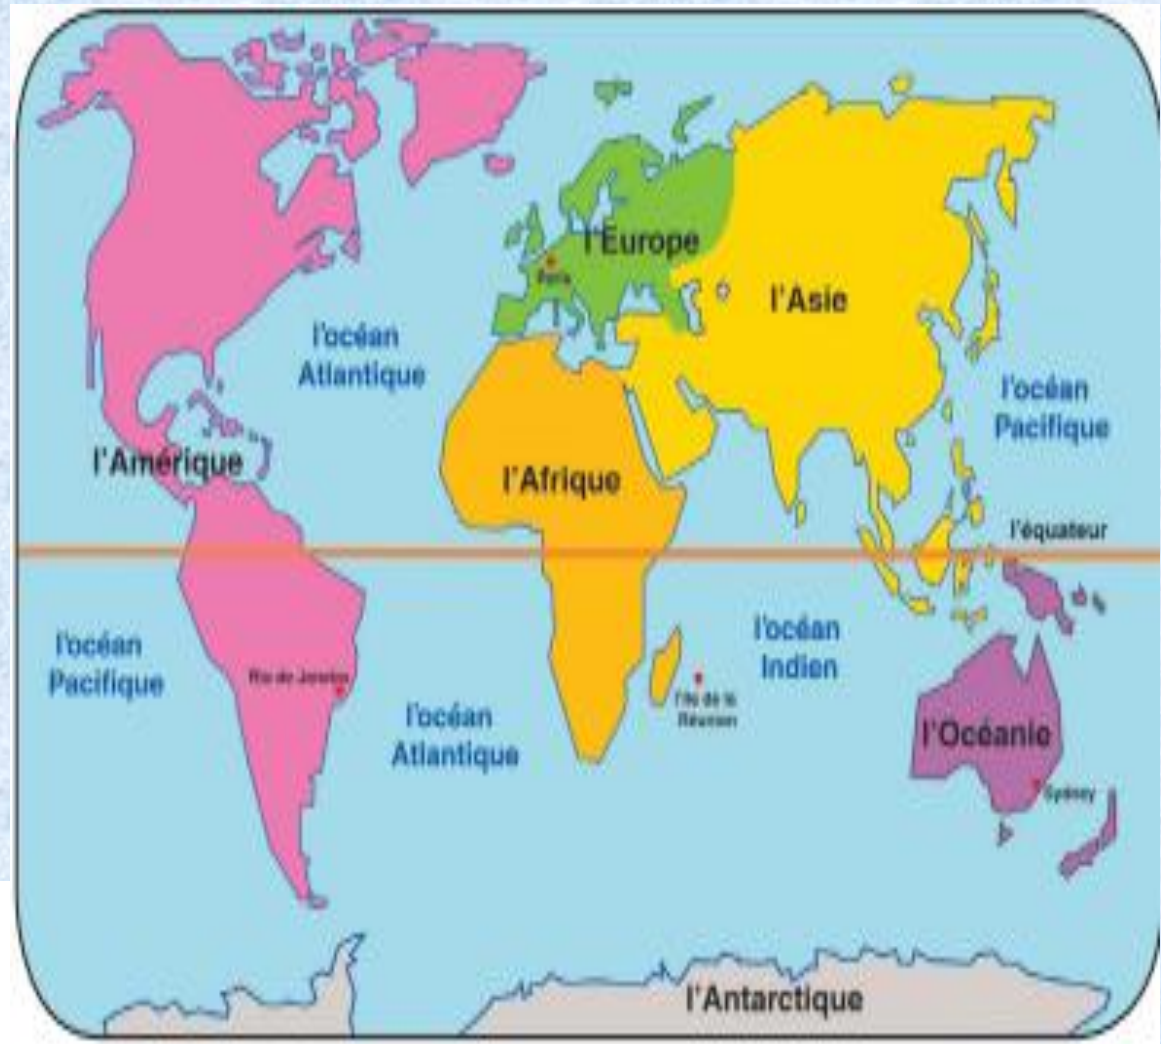 l'Europe
Paris
l'Asie
l'océan
Atlantique
l'océan
Pacifique
l'Amérique
l'Afrique
l'équateur
l'océan
Pacifique
Rio de Janeiro
l'océan
Atlantique
l'océan
Indien
l'île de la
Réunion
l'Océanie
Sydney
l'Antarctique